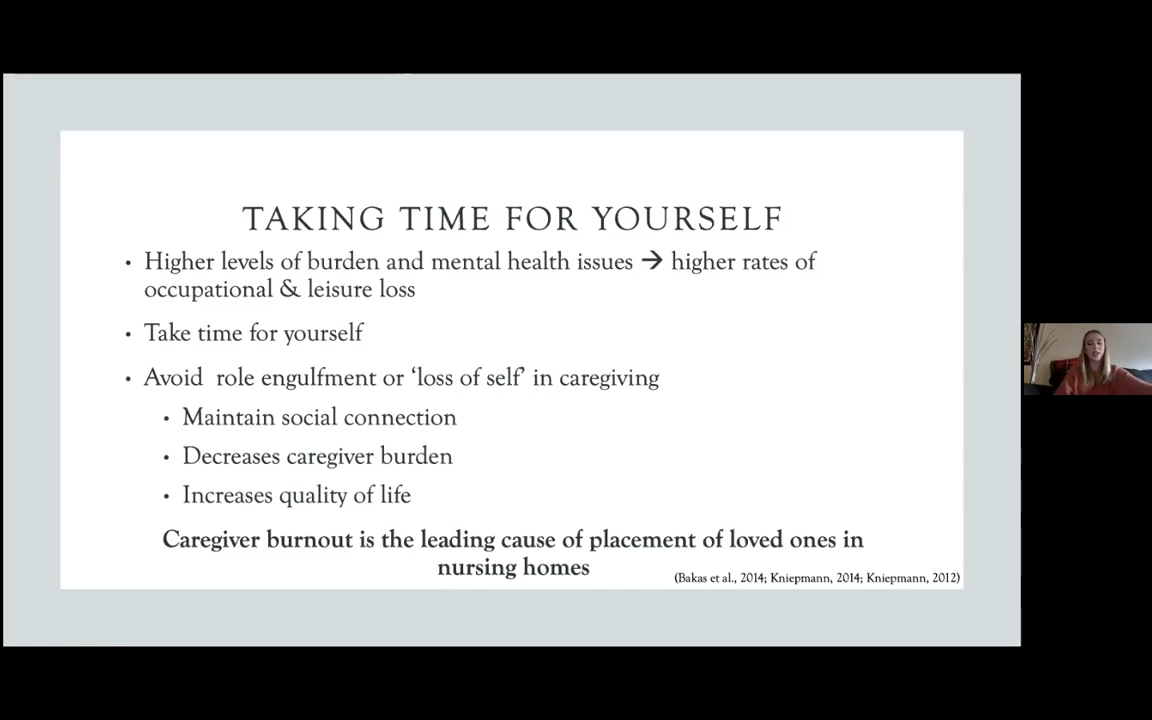 TAKING TIME FOR YOURSELF
• Higher levels of burden and mental health issues → higher rates of
occupational & leisure loss
• Take time for yourself
• Avoid  role engulfment or ‘loss of self’ in caregiving
• Maintain social connection
• Decreases caregiver burden
• Increases quality of life
Caregiver burnout is the leading cause of placement of loved ones in
nursing homes
(Bakas et al., 2014; Kniepmann, 2014; Kniepmann, 2012)